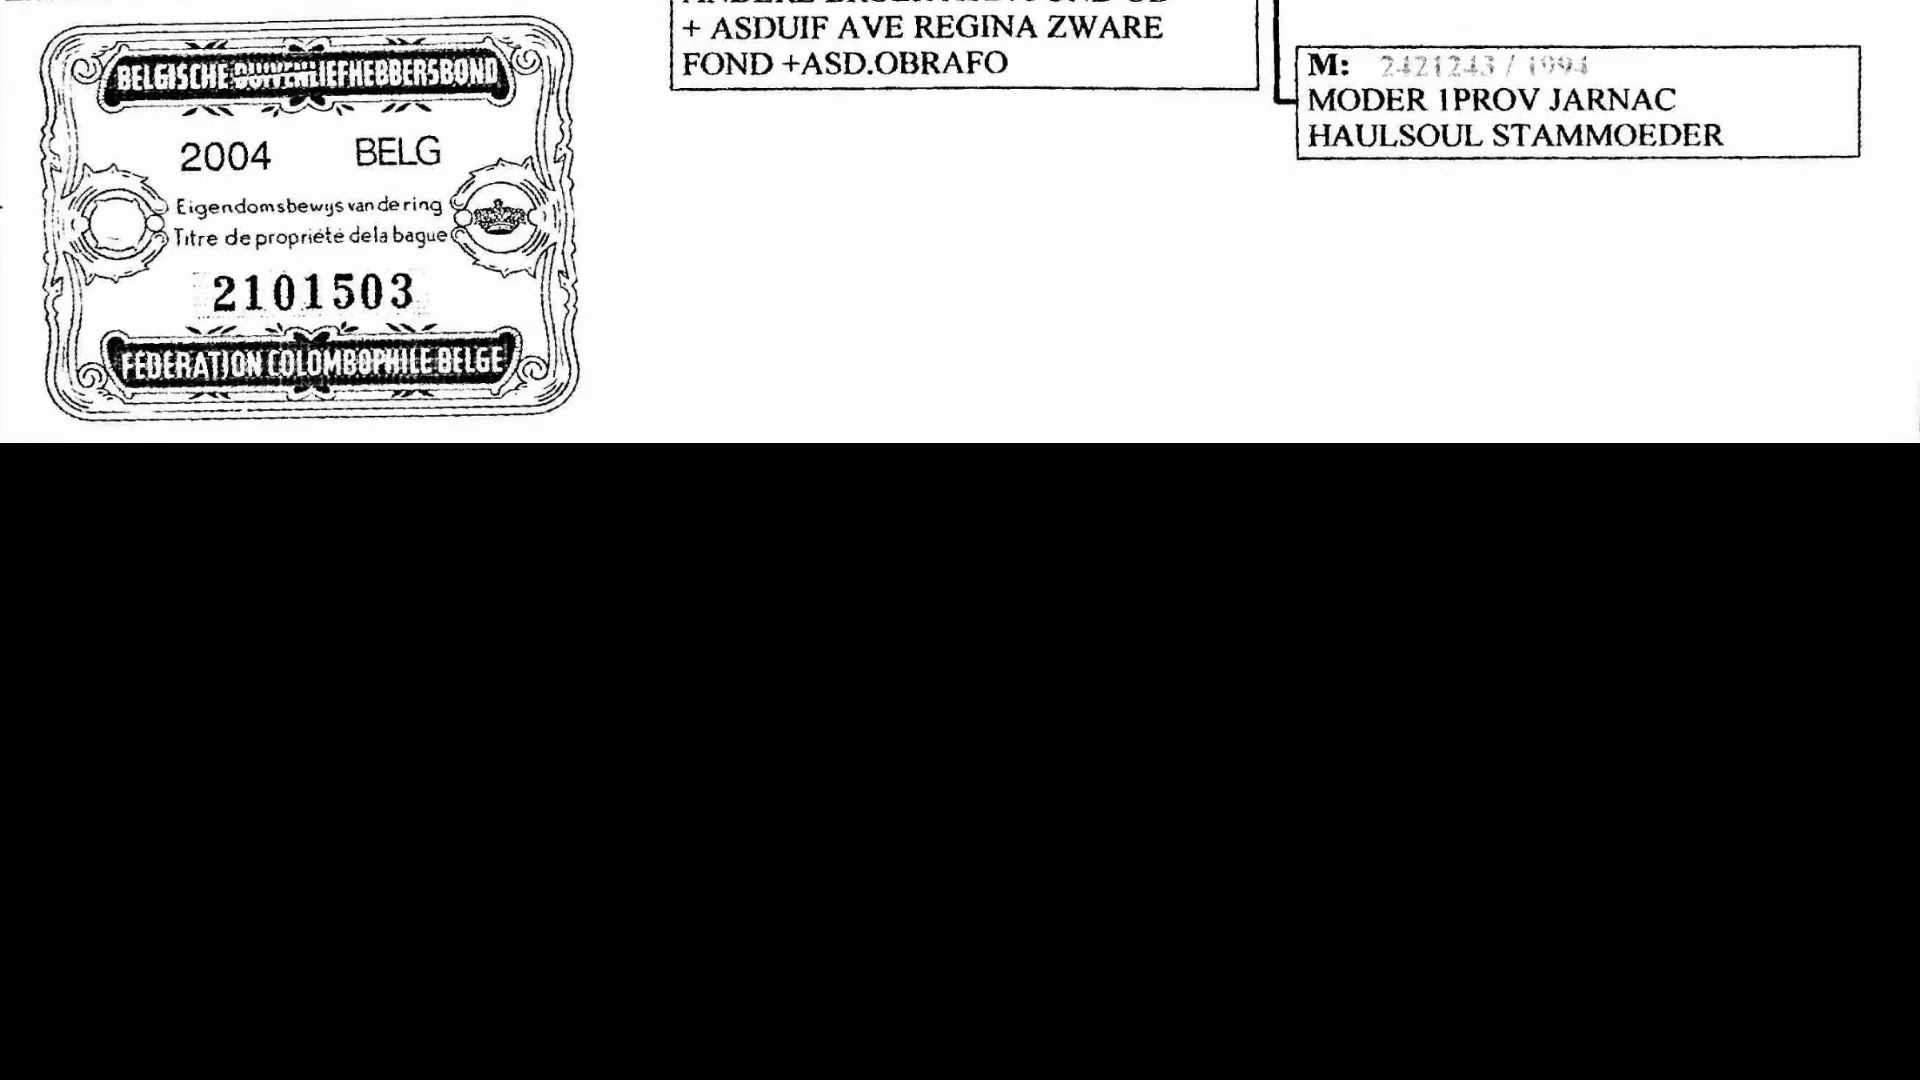 + ASDUIF AVE REGINA ZWARE
FOND +ASD.OBRAFO
M: 2421243 / 1994
MODER 1PROV JARNAC
HAULSOUL STAMMOEDER
BELGISCHE DUIVENLIEFHEBBERSBOND
2004 BELG
Eigendomsbewijs van de ring
Titre de propriété de la bague
2101503
FEDERATION COLOMBOPHILE BELGE